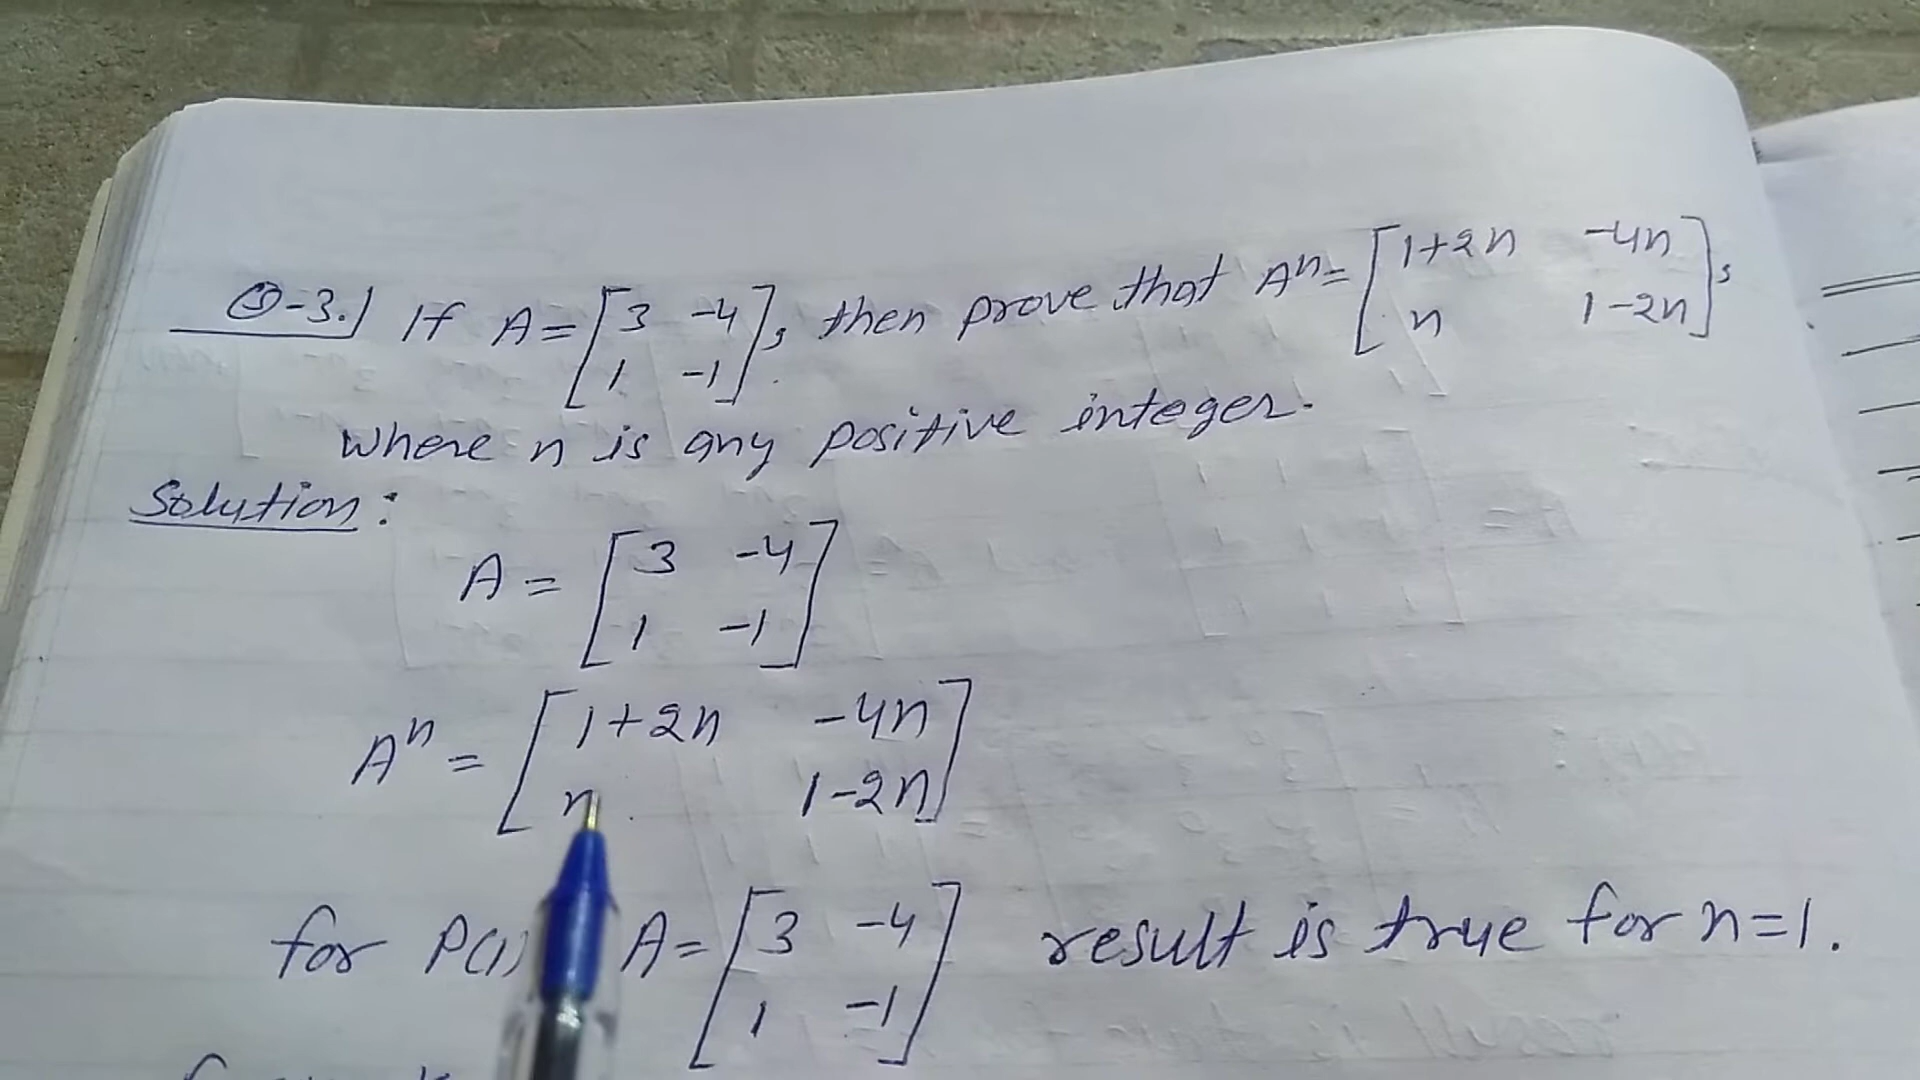 Q-3.) If A = [3 -4; 1 -1], then prove that Aⁿ = [1+2n -4n; n 1-2n],
where n is any positive integer.
Solution:
A = [3 -4; 1 -1]
Aⁿ = [1+2n -4n; n 1-2n]
for P(1) A = [3 -4; 1 -1] result is true for n=1.